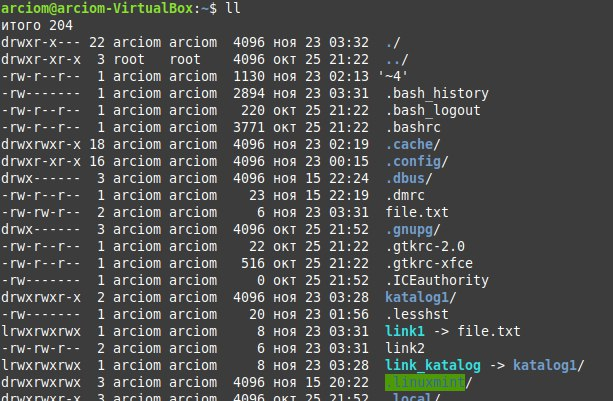 arciom@arciom-VirtualBox:~$ ll
итого 204
drwxr-x--- 22 arciom arciom  4096 ноя 23 03:32  ./
drwxr-xr-x  3 root   root    4096 окт 25 21:22  ../
-rw-r--r--  1 arciom arciom  1130 ноя 23 02:13 '~4'
-rw-------  1 arciom arciom  2894 ноя 23 03:31  .bash_history
-rw-r--r--  1 arciom arciom   220 окт 25 21:22  .bash_logout
-rw-r--r--  1 arciom arciom  3771 окт 25 21:22  .bashrc
drwxrwxr-x 18 arciom arciom  4096 ноя 23 02:19  .cache/
drwxr-xr-x 16 arciom arciom  4096 ноя 23 00:15  .config/
drwx------  3 arciom arciom  4096 ноя 15 22:24  .dbus/
-rw-r--r--  1 arciom arciom    23 ноя 15 22:19  .dmrc
-rw-rw-r--  2 arciom arciom     6 ноя 23 03:31  file.txt
drwx------  3 arciom arciom  4096 окт 25 21:52  .gnupg/
-rw-r--r--  1 arciom arciom    22 окт 25 21:22  .gtkrc-2.0
-rw-r--r--  1 arciom arciom   516 окт 25 21:22  .gtkrc-xfce
-rw-------  1 arciom arciom     0 окт 25 21:52  .ICEauthority
drwxrwxr-x  2 arciom arciom  4096 ноя 23 03:28  katalog1/
-rw-------  1 arciom arciom    20 ноя 23 01:56  .lesshst
lrwxrwxrwx  1 arciom arciom     8 ноя 23 03:31  link1 -> file.txt
-rw-rw-r--  2 arciom arciom     6 ноя 23 03:31  link2
lrwxrwxrwx  1 arciom arciom     8 ноя 23 03:28  link_katalog -> katalog1/
drwxrwxrwx  3 arciom arciom  4096 ноя 15 20:22  .linuxmint/
drwxr-xr-x  3 arciom arciom  4096 окт 25 21:52  .local/